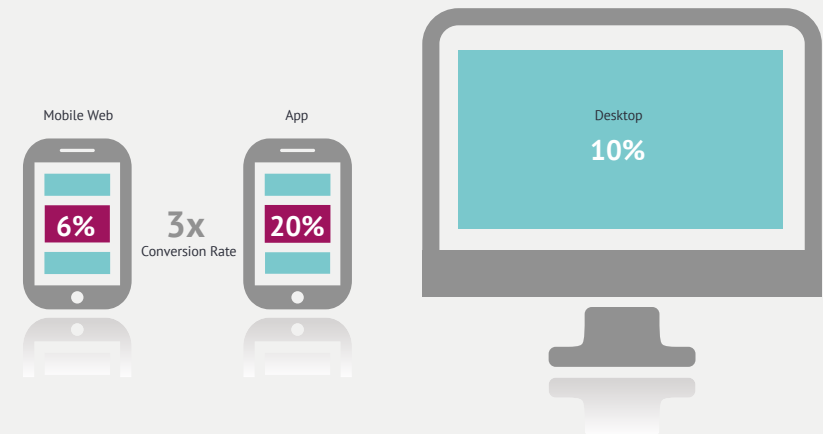 Mobile Web
6%
3x
Conversion Rate
App
20%
Desktop
10%